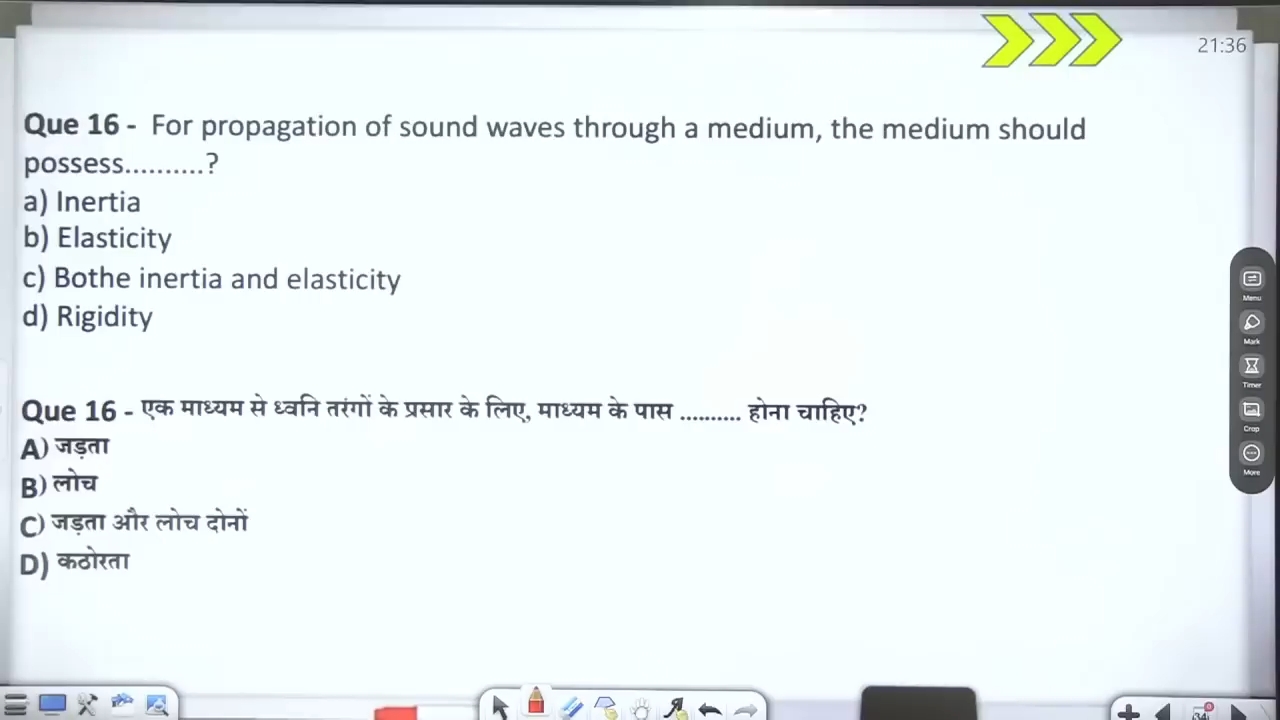 21:36
Que 16 - For propagation of sound waves through a medium, the medium should
possess..........?
a) Inertia
b) Elasticity
c) Bothe inertia and elasticity
d) Rigidity
Que 16 - एक माध्यम से ध्वनि तरंगों के प्रसार के लिए, माध्यम के पास .......... होना चाहिए?
A) जड़ता
B) लोच
C) जड़ता और लोच दोनों
D) कठोरता
Menu
Mark
Timer
Crop
More